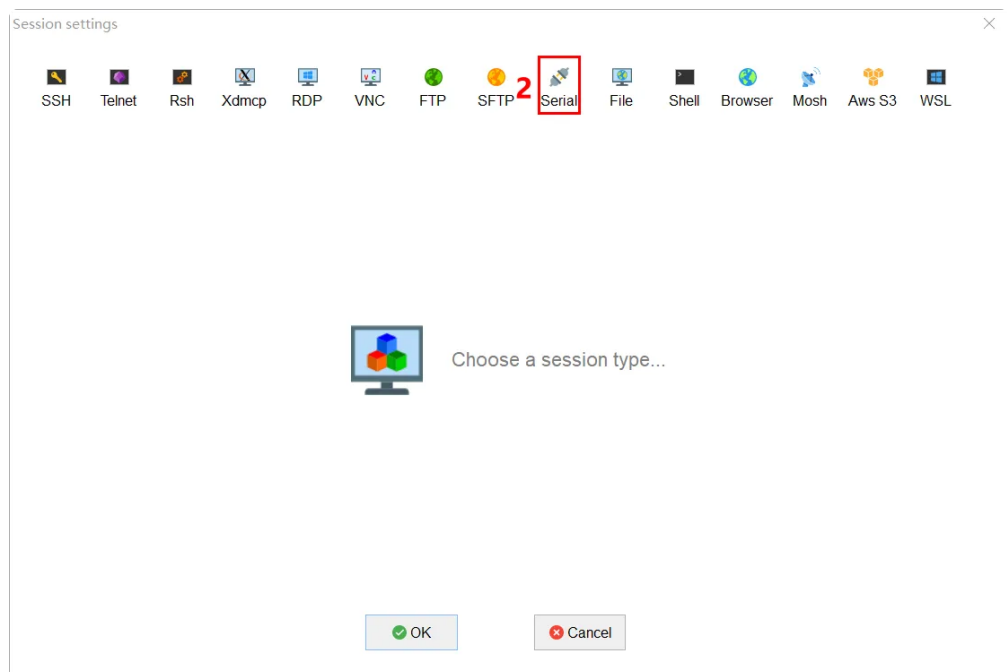 Session settings
SSH Telnet Rsh Xdmcp RDP VNC FTP SFTP 2 Serial File Shell Browser Mosh Aws S3 WSL
Choose a session type...
OK Cancel